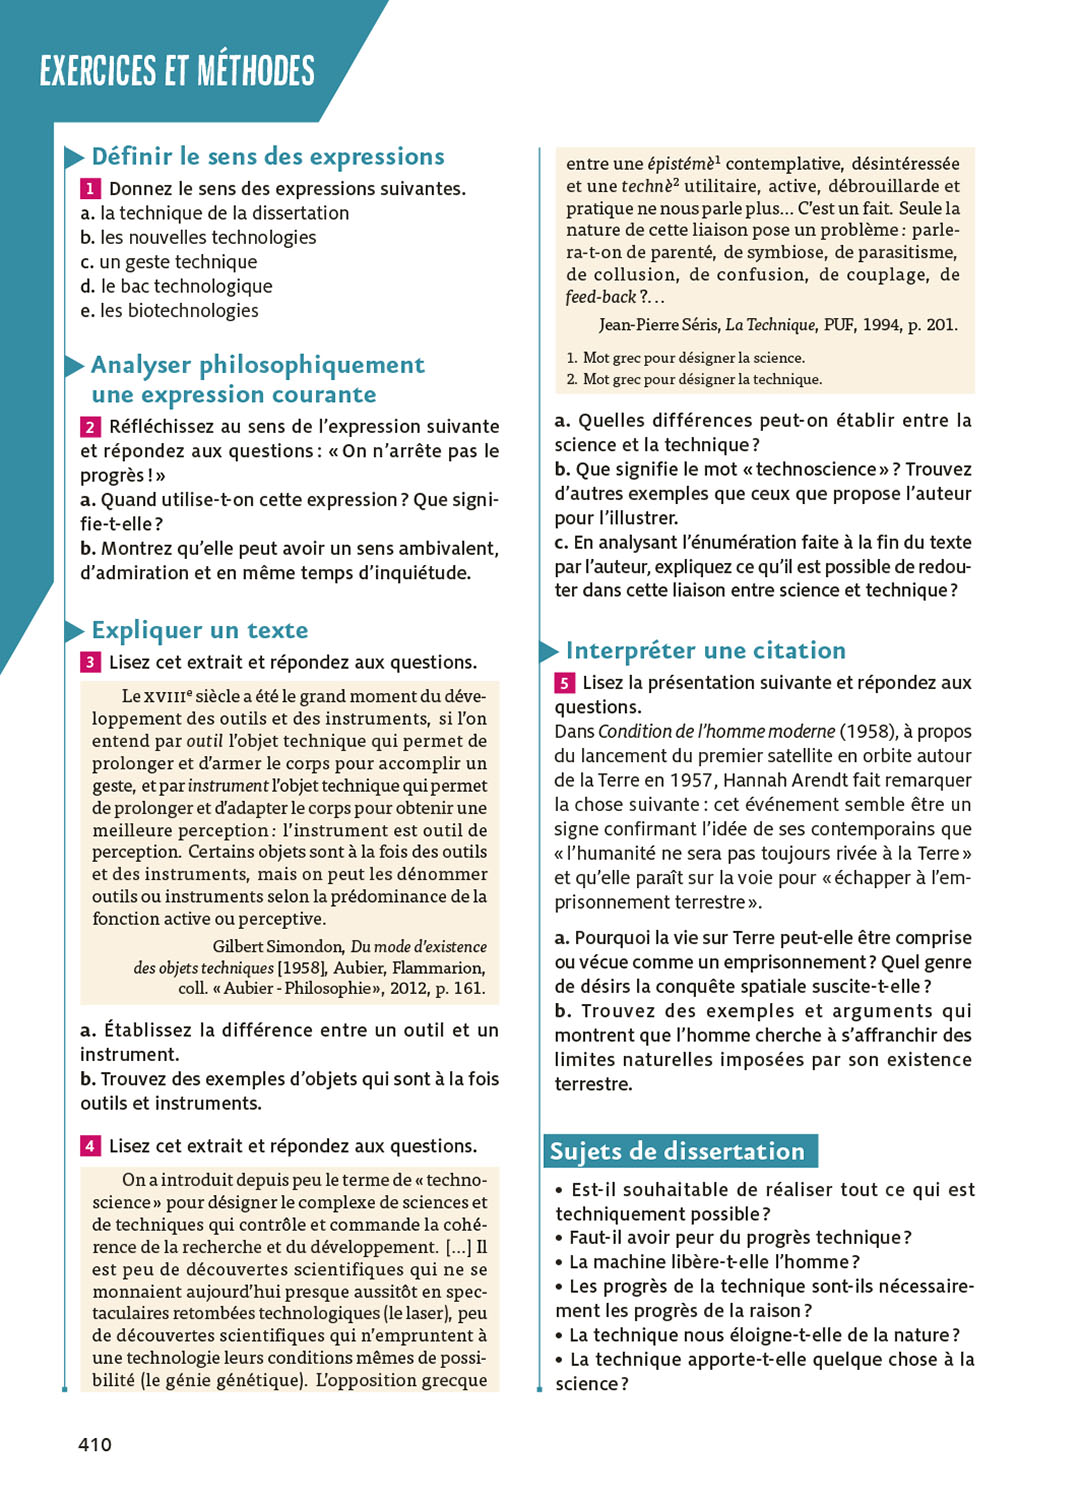 EXERCICES ET MÉTHODES
Définir le sens des expressions
1 Donnez le sens des expressions suivantes.
a. la technique de la dissertation
b. les nouvelles technologies
c. un geste technique
d. le bac technologique
e. les biotechnologies
Analyser philosophiquement
une expression courante
2 Réfléchissez au sens de l'expression suivante
et répondez aux questions : « On n'arrête pas le
progrès ! »
a. Quand utilise-t-on cette expression ? Que signi-
fie-t-elle ?
b. Montrez qu'elle peut avoir un sens ambivalent,
d'admiration et en même temps d'inquiétude.
Expliquer un texte
3 Lisez cet extrait et répondez aux questions.
Le XVIIIe siècle a été le grand moment du déve-
loppement des outils et des instruments, si l'on
entend par outil l'objet technique qui permet de
prolonger et d'armer le corps pour accomplir un
geste, et par instrument l'objet technique qui permet
de prolonger et d'adapter le corps pour obtenir une
meilleure perception : l'instrument est outil de
perception. Certains objets sont à la fois des outils
et des instruments, mais on peut les dénommer
outils ou instruments selon la prédominance de la
fonction active ou perceptive.
Gilbert Simondon, Du mode d'existence
des objets techniques [1958], Aubier, Flammarion,
coll. « Aubier - Philosophie », 2012, p. 161.
a. Établissez la différence entre un outil et un
instrument.
b. Trouvez des exemples d'objets qui sont à la fois
outils et instruments.
4 Lisez cet extrait et répondez aux questions.
On a introduit depuis peu le terme de « techno-
science » pour désigner le complexe de sciences et
de techniques qui contrôle et commande la cohé-
rence de la recherche et du développement. [...] Il
est peu de découvertes scientifiques qui ne se
monnaient aujourd'hui presque aussitôt en spec-
taculaires retombées technologiques (le laser), peu
de découvertes scientifiques qui n'empruntent à
une technologie leurs conditions mêmes de possi-
bilité (le génie génétique). L'opposition grecque
entre une épistémè1 contemplative, désintéressée
et une technè2 utilitaire, active, débrouillarde et
pratique ne nous parle plus... C'est un fait. Seule la
nature de cette liaison pose un problème : parle-
ra-t-on de parenté, de symbiose, de parasitisme,
de collusion, de confusion, de couplage, de
feed-back ?...
Jean-Pierre Séris, La Technique, PUF, 1994, p. 201.
1. Mot grec pour désigner la science.
2. Mot grec pour désigner la technique.
a. Quelles différences peut-on établir entre la
science et la technique ?
b. Que signifie le mot « technoscience » ? Trouvez
d'autres exemples que ceux que propose l'auteur
pour l'illustrer.
c. En analysant l'énumération faite à la fin du texte
par l'auteur, expliquez ce qu'il est possible de redou-
ter dans cette liaison entre science et technique ?
Interpréter une citation
5 Lisez la présentation suivante et répondez aux
questions.
Dans Condition de l'homme moderne (1958), à propos
du lancement du premier satellite en orbite autour
de la Terre en 1957, Hannah Arendt fait remarquer
la chose suivante : cet événement semble être un
signe confirmant l'idée de ses contemporains que
« l'humanité ne sera pas toujours rivée à la Terre »
et qu'elle paraît sur la voie pour « échapper à l'em-
prisonnement terrestre ».
a. Pourquoi la vie sur Terre peut-elle être comprise
ou vécue comme un emprisonnement ? Quel genre
de désirs la conquête spatiale suscite-t-elle ?
b. Trouvez des exemples et arguments qui
montrent que l'homme cherche à s'affranchir des
limites naturelles imposées par son existence
terrestre.
Sujets de dissertation
• Est-il souhaitable de réaliser tout ce qui est
techniquement possible ?
• Faut-il avoir peur du progrès technique ?
• La machine libère-t-elle l'homme ?
• Les progrès de la technique sont-ils nécessaire-
ment les progrès de la raison ?
• La technique nous éloigne-t-elle de la nature ?
• La technique apporte-t-elle quelque chose à la
science ?
410